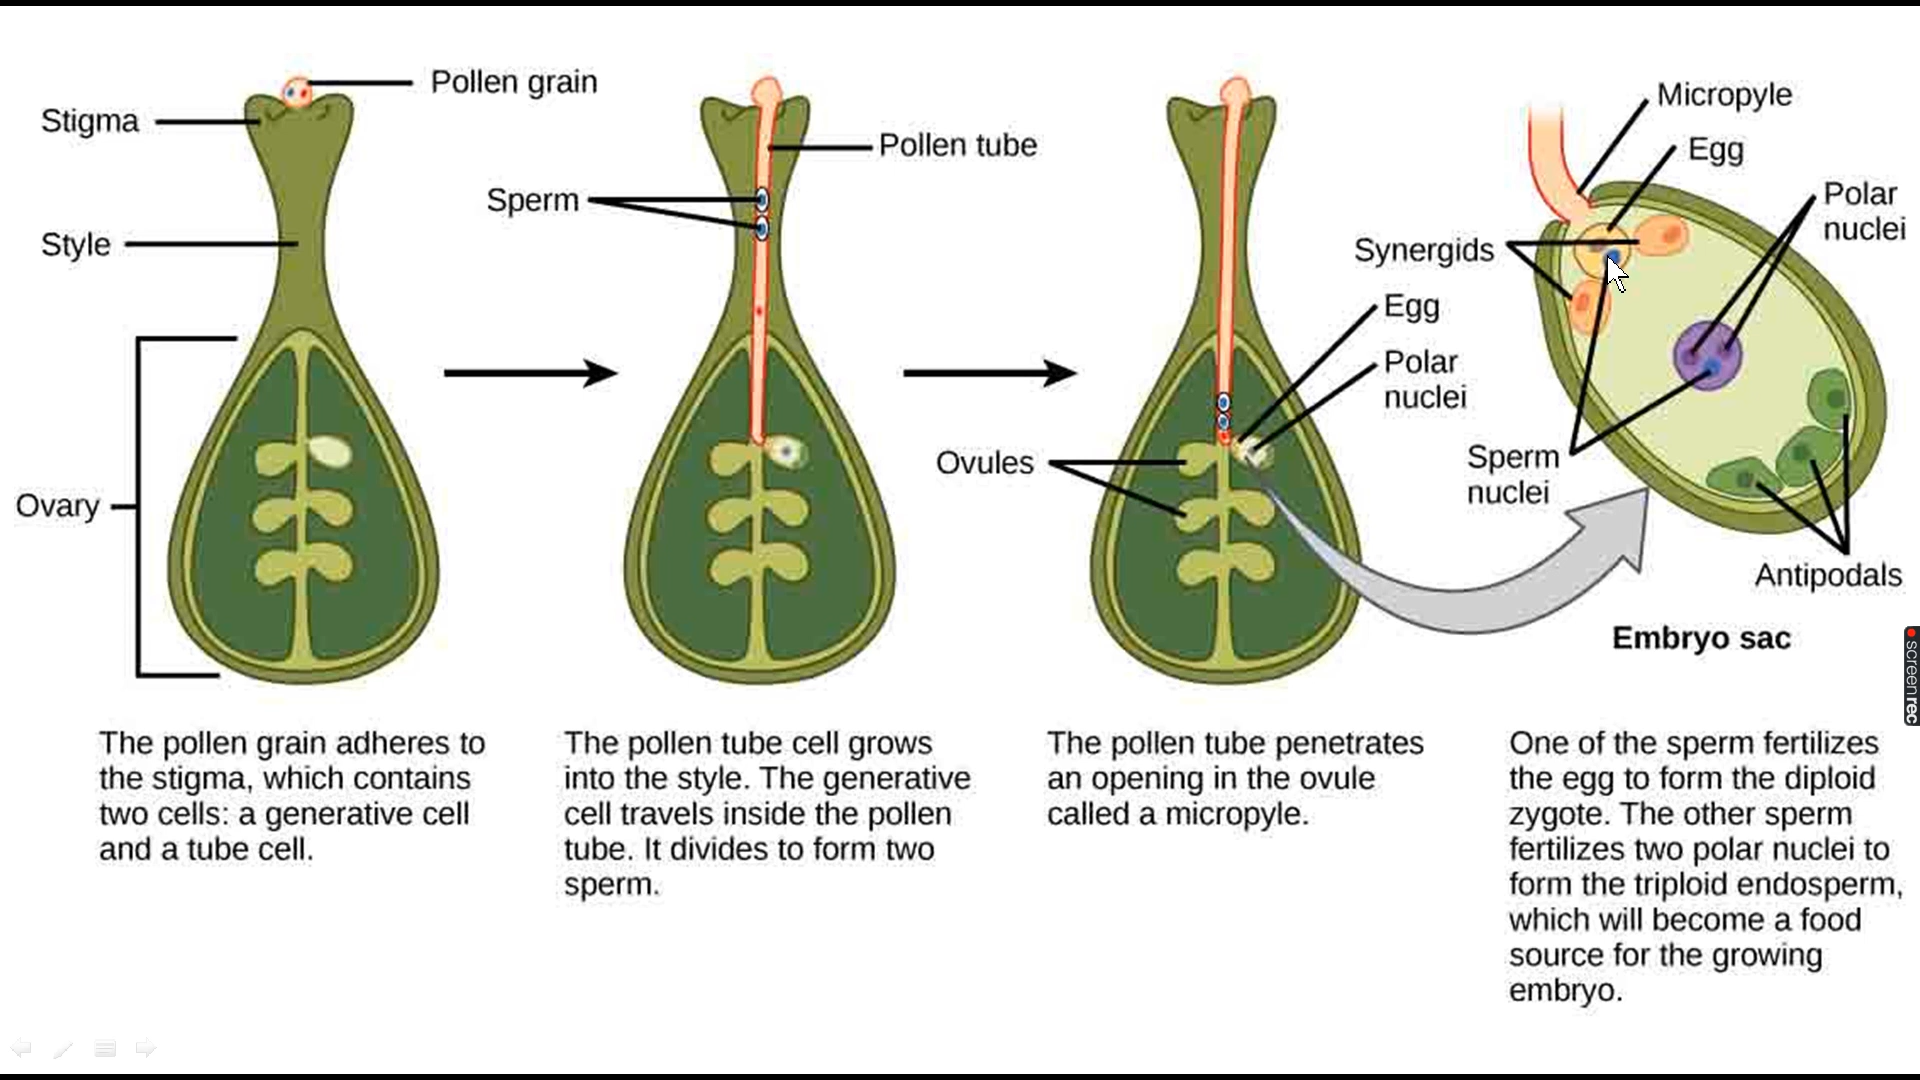 Pollen grain
Stigma
Style
Ovary
Pollen tube
Sperm
Ovules
Egg
Polar
nuclei
Micropyle
Egg
Polar
nuclei
Synergids
Sperm
nuclei
Antipodals
Embryo sac
The pollen grain adheres to
the stigma, which contains
two cells: a generative cell
and a tube cell.
The pollen tube cell grows
into the style. The generative
cell travels inside the pollen
tube. It divides to form two
sperm.
The pollen tube penetrates
an opening in the ovule
called a micropyle.
One of the sperm fertilizes
the egg to form the diploid
zygote. The other sperm
fertilizes two polar nuclei to
form the triploid endosperm,
which will become a food
source for the growing
embryo.
screenrec